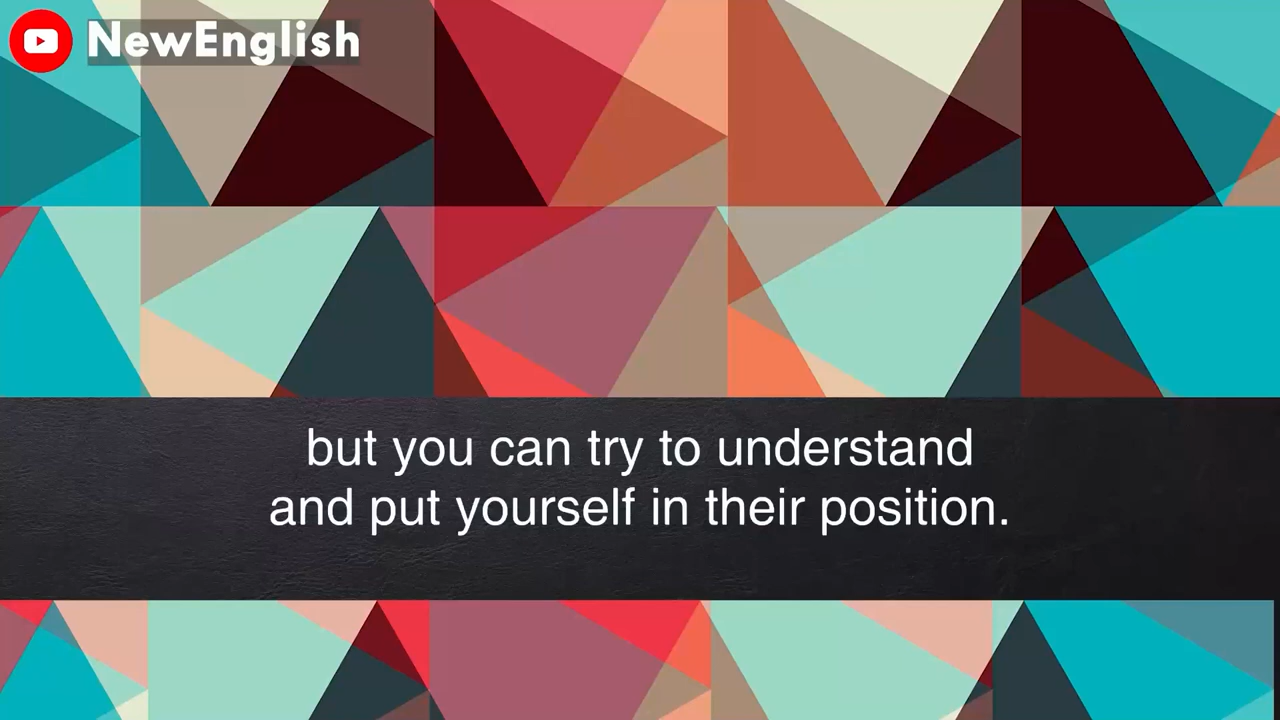 NewEnglish
but you can try to understand
and put yourself in their position.